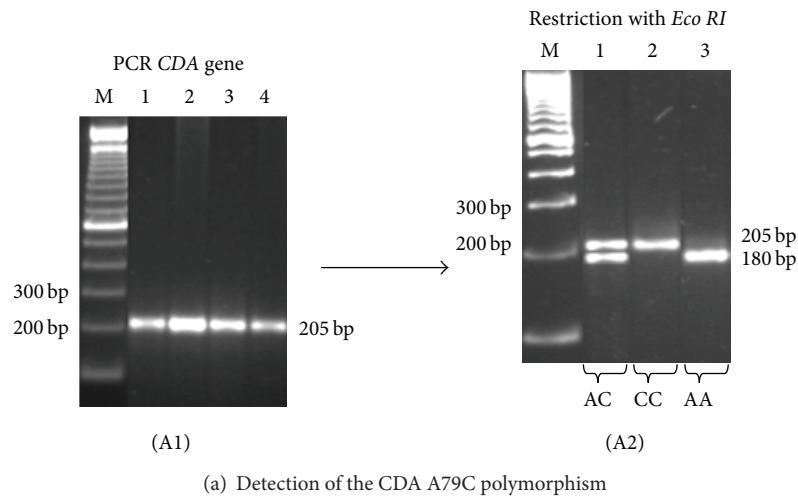 PCR CDA gene
M 1 2 3 4
300 bp
200 bp
205 bp
(A1)
Restriction with Eco RI
M 1 2 3
300 bp
200 bp
205 bp
180 bp
AC CC AA
(A2)
(a) Detection of the CDA A79C polymorphism